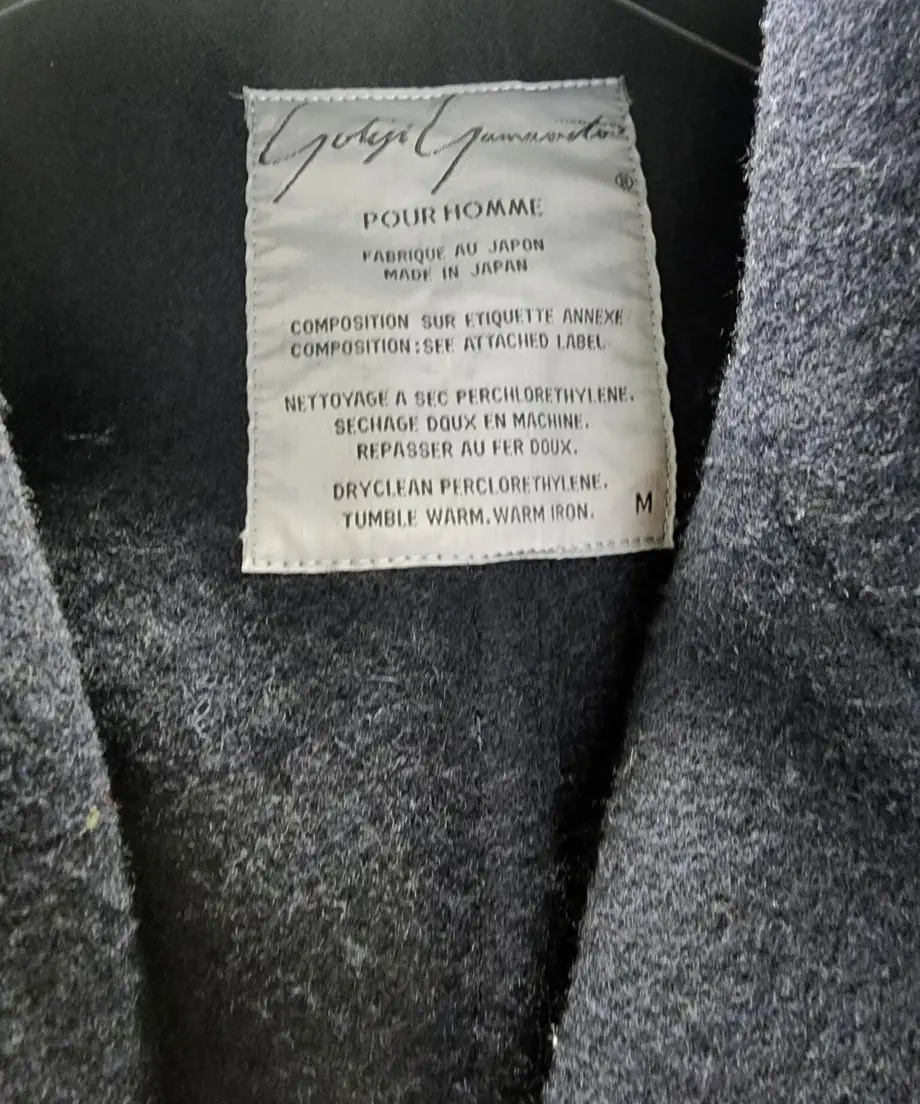 Yohji Yamamoto
®
POUR HOMME
FABRIQUE AU JAPON
MADE IN JAPAN
COMPOSITION SUR ETIQUETTE ANNEXE
COMPOSITION:SEE ATTACHED LABEL
NETTOYAGE A SEC PERCHLORETHYLENE.
SECHAGE DOUX EN MACHINE.
REPASSER AU FER DOUX.
DRYCLEAN PERCLORETHYLENE.
TUMBLE WARM.WARM IRON.
M